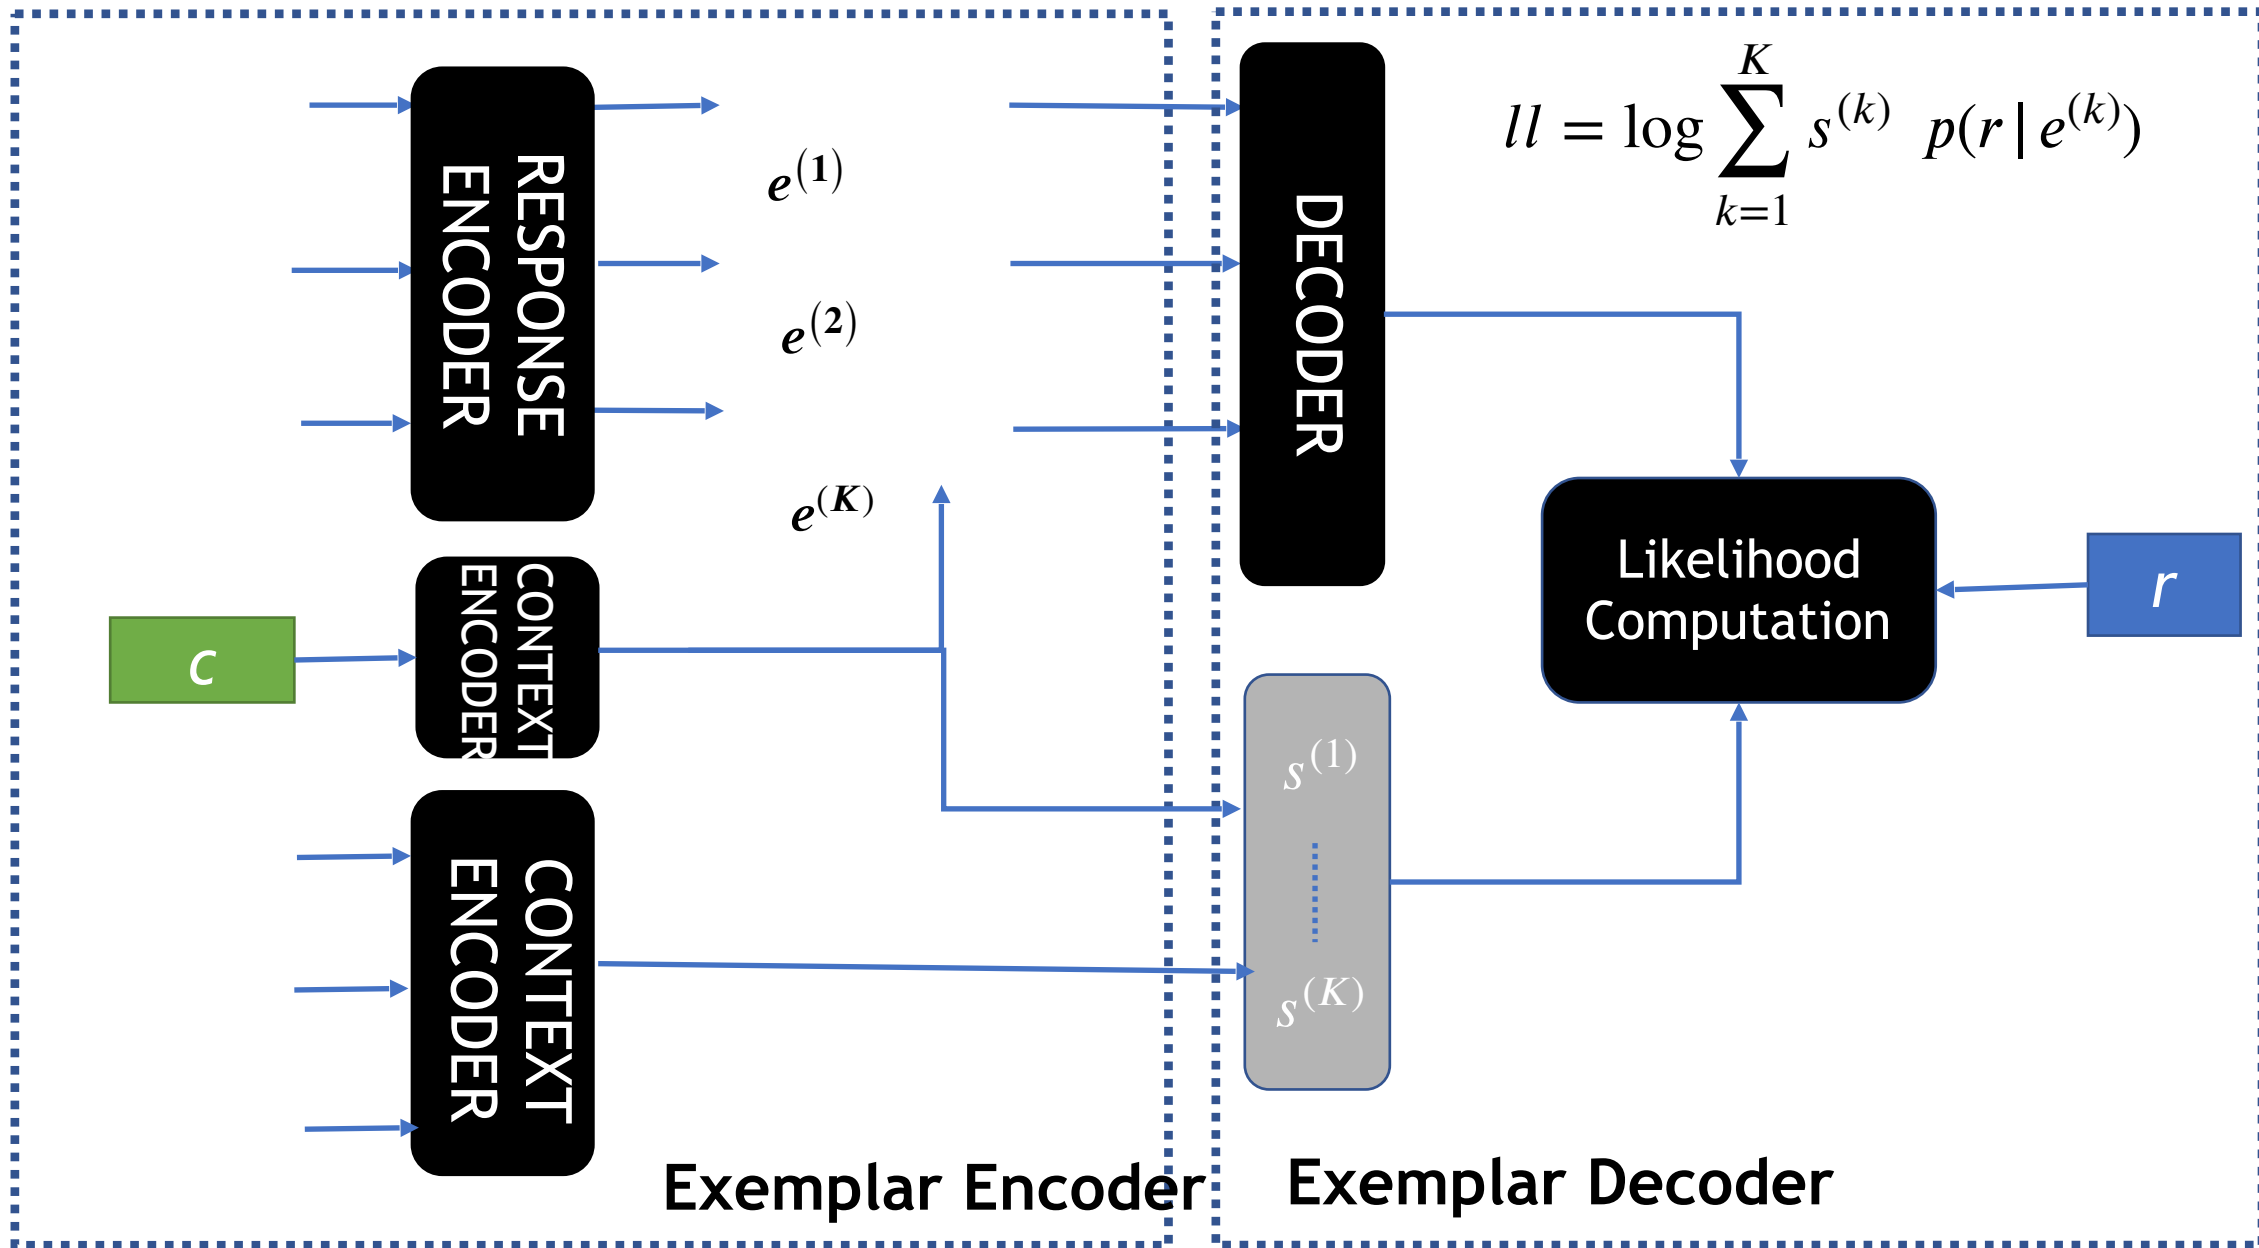 RESPONSE
ENCODER
e^(1)
e^(2)
e^(K)
c
CONTEXT
ENCODER
CONTEXT
ENCODER
Exemplar Encoder
DECODER
ll = log ∑_{k=1}^{K} s^(k) p(r | e^(k))
Likelihood
Computation
r
s^(1)
s^(K)
Exemplar Decoder